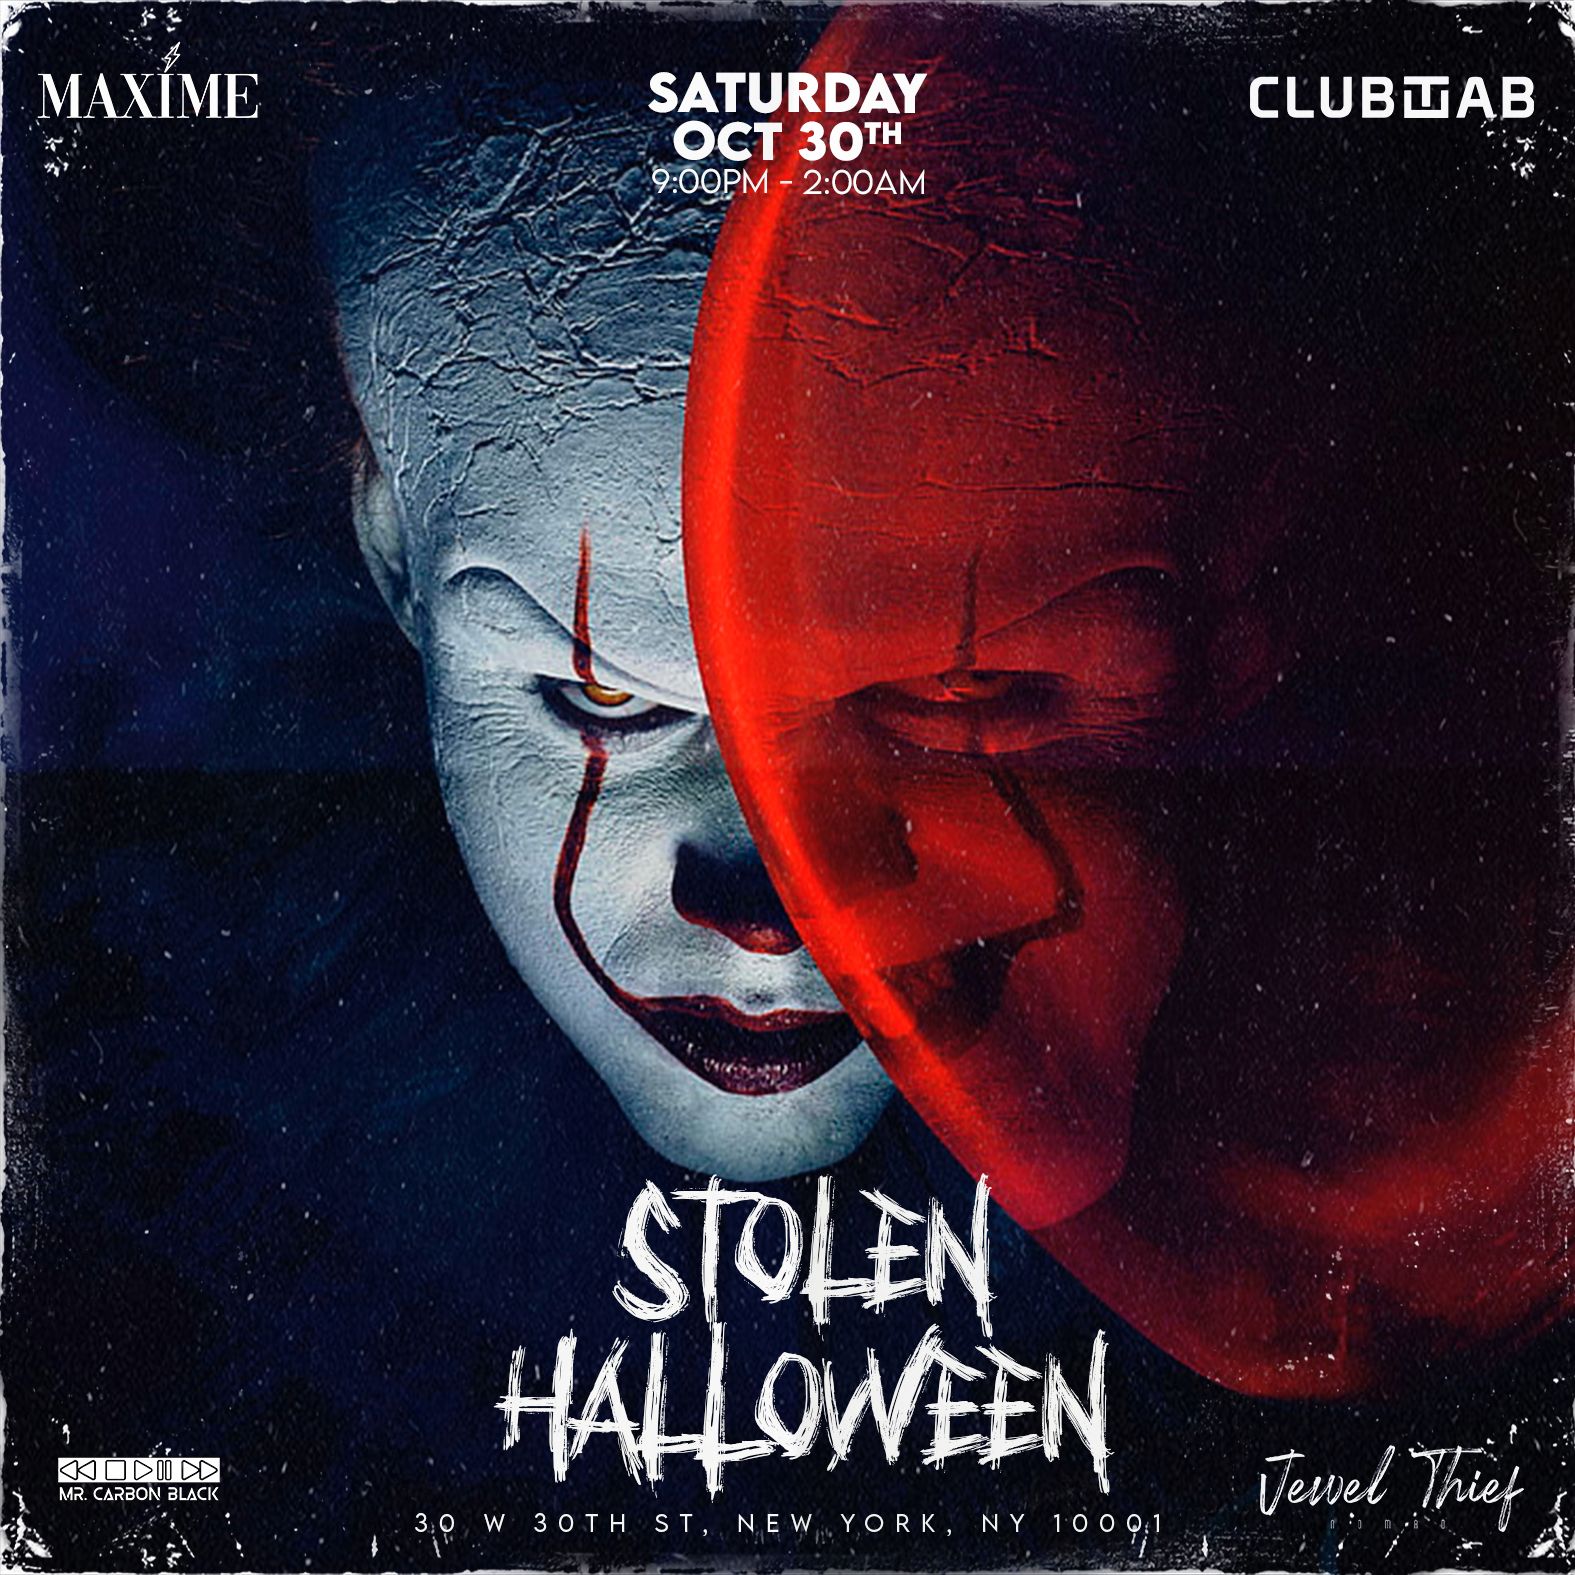 MAXIME
SATURDAY
OCT 30TH
9:00PM - 2:00AM
CLUBTAB
STOLEN
HALLOWEEN
MR. CARBON BLACK
30 W 30TH ST, NEW YORK, NY 10001
Jewel Thief
NOMAD